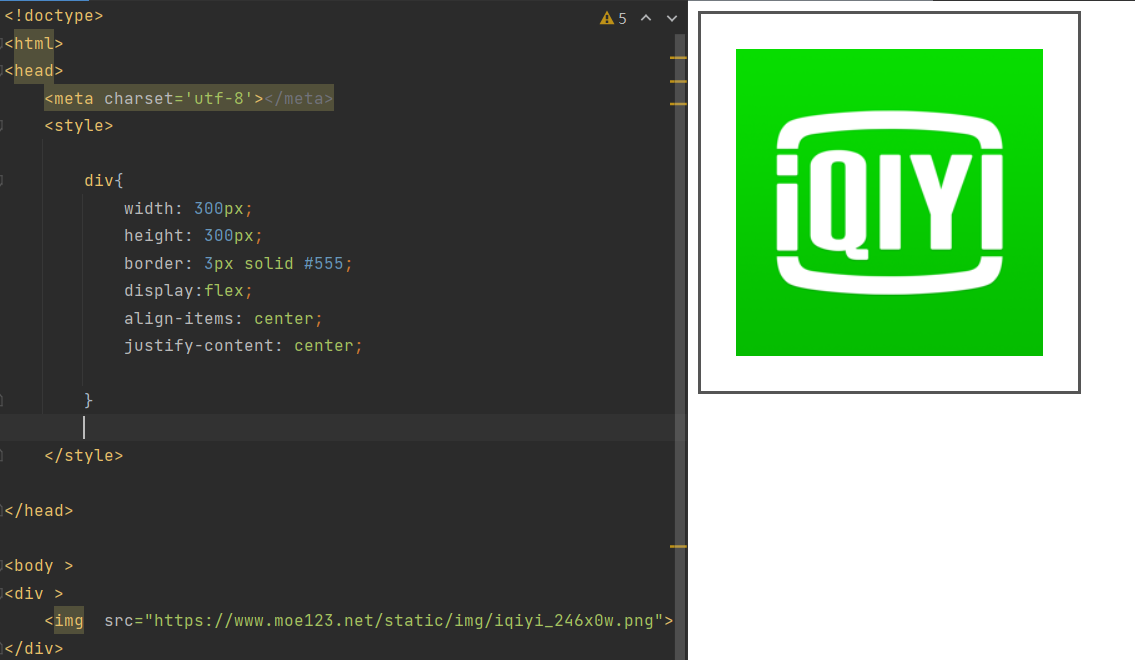 <!doctype>
5
<html>
<head>
<meta charset='utf-8'></meta>
<style>
div{
width: 300px;
height: 300px;
border: 3px solid #555;
display:flex;
align-items: center;
justify-content: center;
}
</style>
</head>
<body >
<div >
<img  src="https://www.moe123.net/static/img/iqiyi_246x0w.png">
</div>
iQIYI